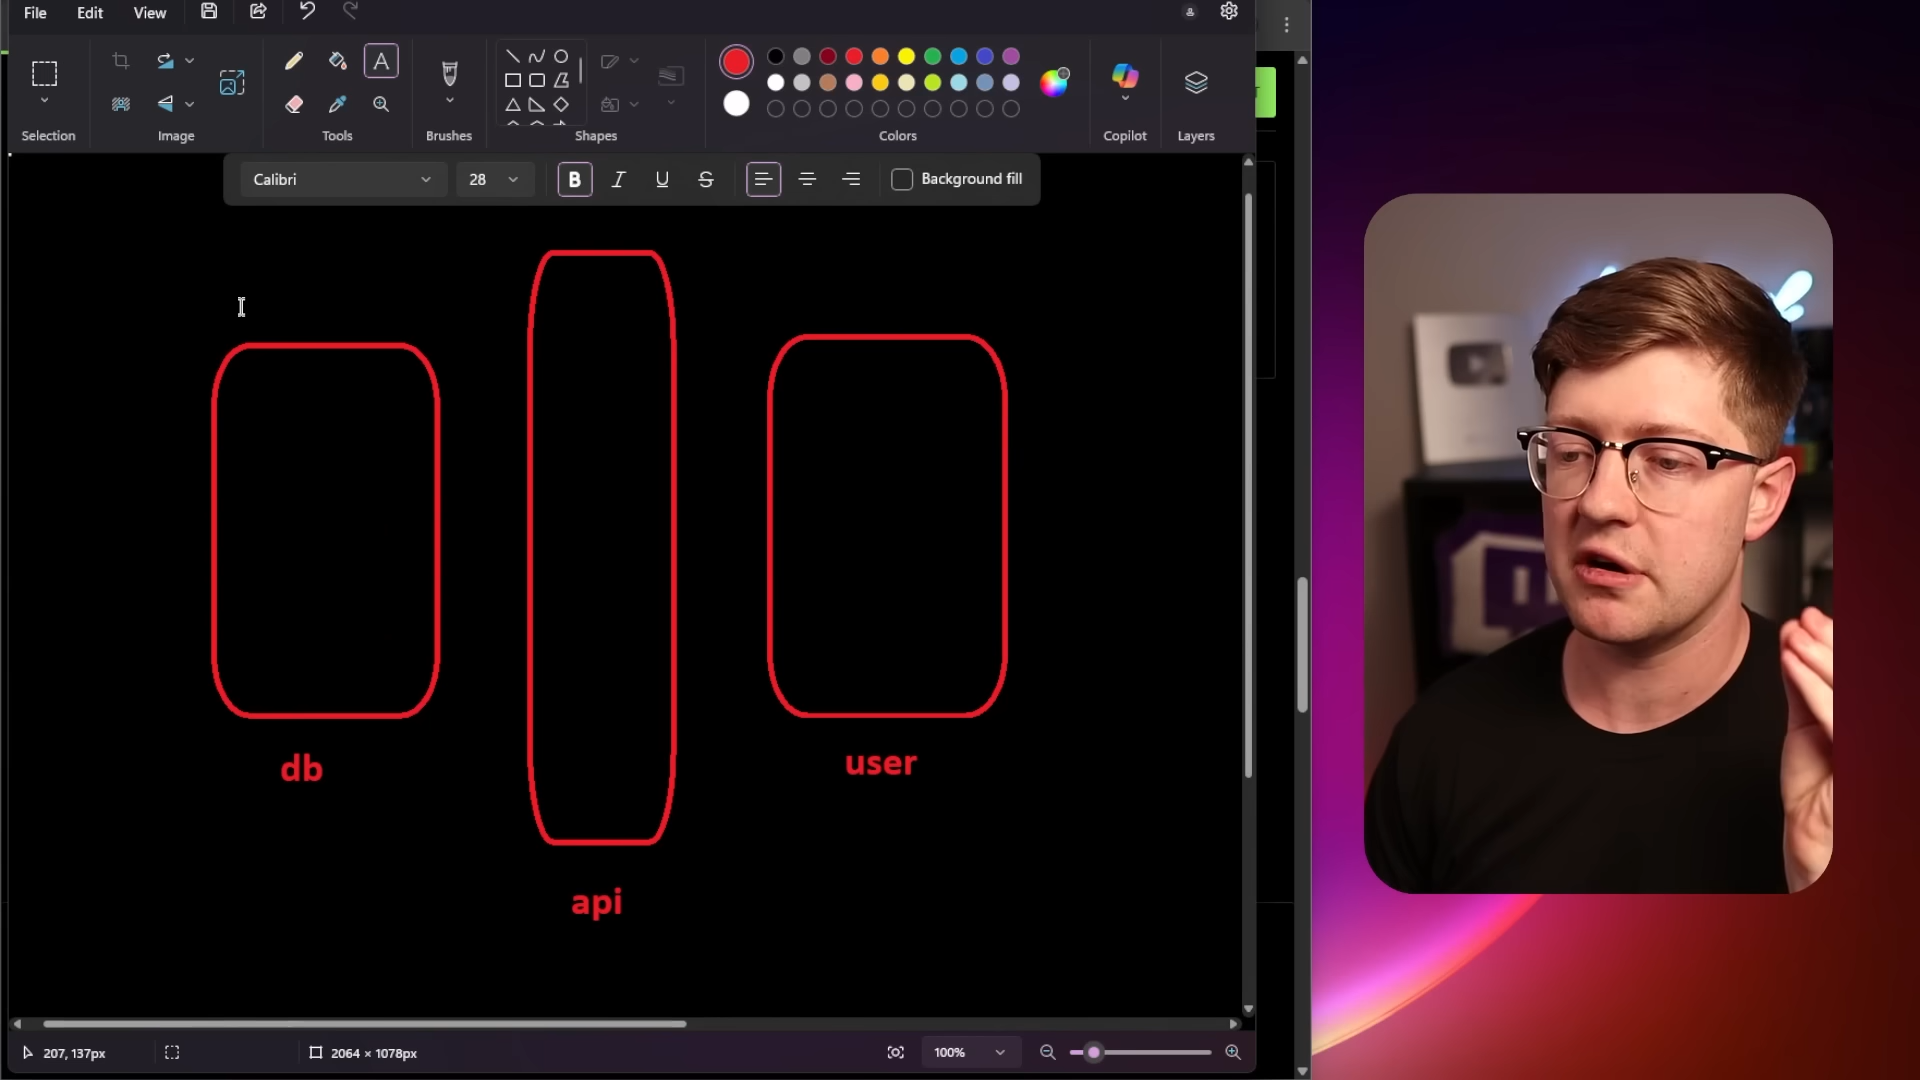 File Edit View
Selection Image Tools Brushes Shapes Colors Copilot Layers
Calibri 28 B I U S Background fill
db
user
api
207, 137px 2064 × 1078px 100%